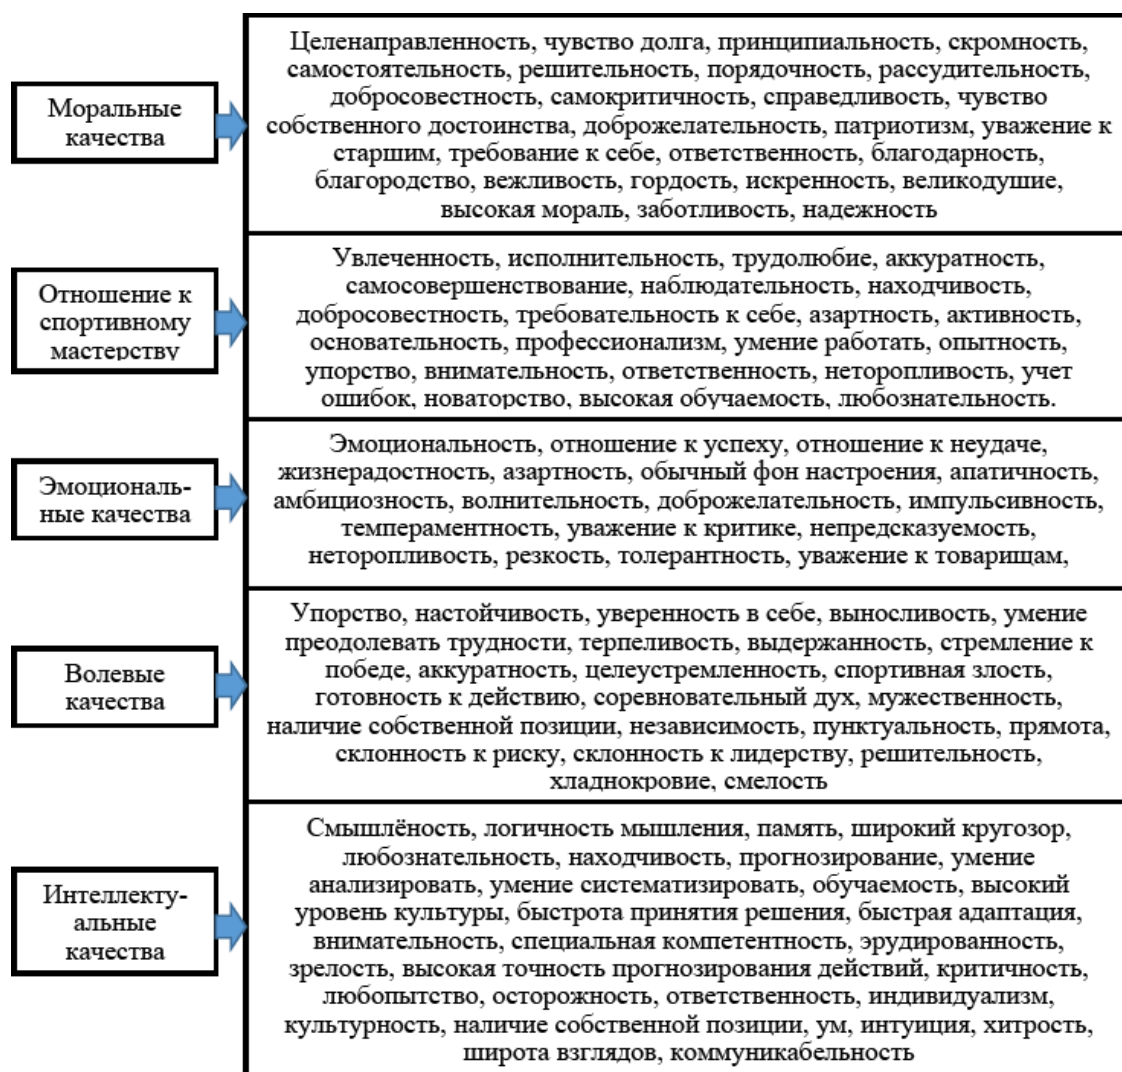 Моральные
качества
Целенаправленность, чувство долга, принципиальность, скромность,
самостоятельность, решительность, порядочность, рассудительность,
добросовестность, самокритичность, справедливость, чувство
собственного достоинства, доброжелательность, патриотизм, уважение к
старшим, требование к себе, ответственность, благодарность,
благородство, вежливость, гордость, искренность, великодушие,
высокая мораль, заботливость, надежность
Отношение к
спортивному
мастерству
Увлеченность, исполнительность, трудолюбие, аккуратность,
самосовершенствование, наблюдательность, находчивость,
добросовестность, требовательность к себе, азартность, активность,
основательность, профессионализм, умение работать, опытность,
упорство, внимательность, ответственность, неторопливость, учет
ошибок, новаторство, высокая обучаемость, любознательность.
Эмоциональ-
ные качества
Эмоциональность, отношение к успеху, отношение к неудаче,
жизнерадостность, азартность, обычный фон настроения, апатичность,
амбициозность, волнительность, доброжелательность, импульсивность,
темпераментность, уважение к критике, непредсказуемость,
неторопливость, резкость, толерантность, уважение к товарищам,
Волевые
качества
Упорство, настойчивость, уверенность в себе, выносливость, умение
преодолевать трудности, терпеливость, выдержанность, стремление к
победе, аккуратность, целеустремленность, спортивная злость,
готовность к действию, соревновательный дух, мужественность,
наличие собственной позиции, независимость, пунктуальность, прямота,
склонность к риску, склонность к лидерству, решительность,
хладнокровие, смелость
Интеллекту-
альные
качества
Смышлёность, логичность мышления, память, широкий кругозор,
любознательность, находчивость, прогнозирование, умение
анализировать, умение систематизировать, обучаемость, высокий
уровень культуры, быстрота принятия решения, быстрая адаптация,
внимательность, специальная компетентность, эрудированность,
зрелость, высокая точность прогнозирования действий, критичность,
любопытство, осторожность, ответственность, индивидуализм,
культурность, наличие собственной позиции, ум, интуиция, хитрость,
широта взглядов, коммуникабельность